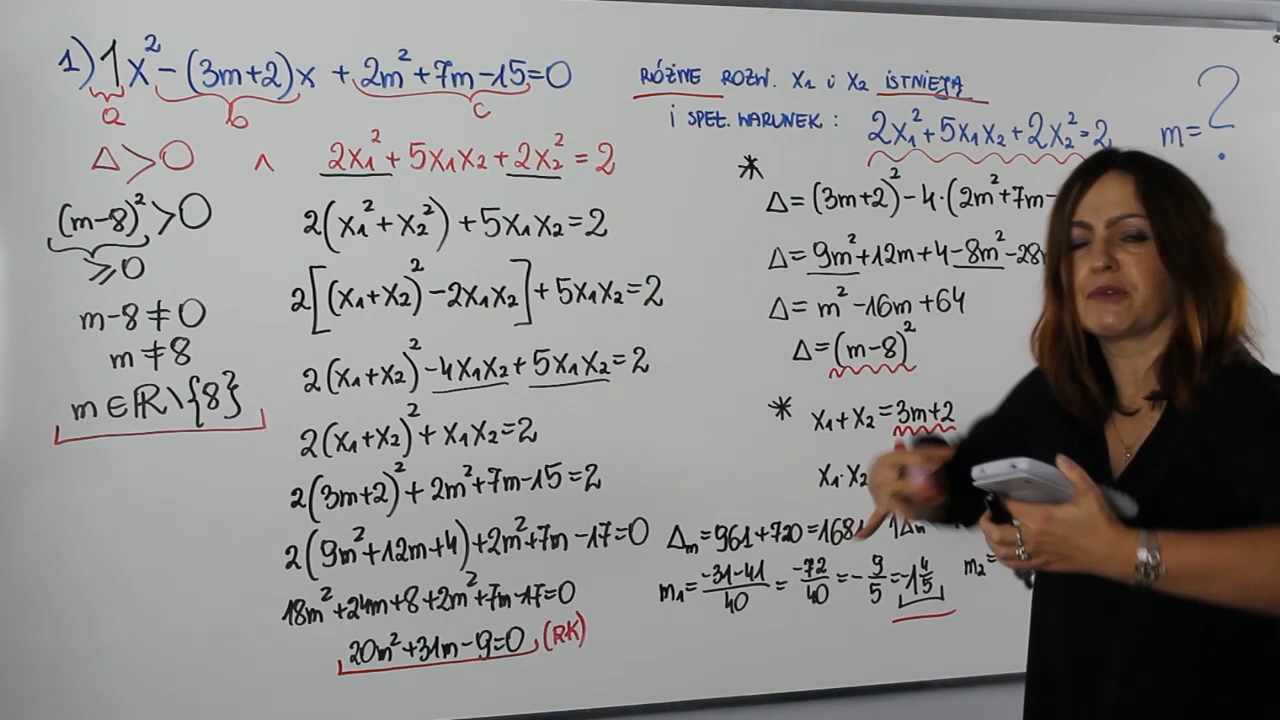 1) 1x² - (3m+2)x + 2m² + 7m - 15 = 0
a b c
Δ > 0 ∧ 2x₁² + 5x₁x₂ + 2x₂² = 2
(m-8)² > 0
≥ 0
m - 8 ≠ 0
m ≠ 8
m ∈ ℝ \ {8}
2(x₁² + x₂²) + 5x₁x₂ = 2
2[(x₁+x₂)² - 2x₁x₂] + 5x₁x₂ = 2
2(x₁+x₂)² - 4x₁x₂ + 5x₁x₂ = 2
2(x₁+x₂)² + x₁x₂ = 2
2(3m+2)² + 2m² + 7m - 15 = 2
2(9m² + 12m + 4) + 2m² + 7m - 17 = 0
18m² + 24m + 8 + 2m² + 7m - 17 = 0
20m² + 31m - 9 = 0 (RK)
RÓŻNE ROZW. x₁ i x₂ ISTNIEJĄ
i SPEŁ. WARUNEK: 2x₁² + 5x₁x₂ + 2x₂² = 2 m = ?
*
Δ = (3m+2)² - 4·(2m² + 7m -
Δ = 9m² + 12m + 4 - 8m² - 28
Δ = m² - 16m + 64
Δ = (m-8)²
* x₁ + x₂ = 3m+2
x₁·x₂
Δₘ = 961 + 720 = 1681 √Δₘ
m₁ = (-31-41)/40 = -72/40 = -9/5 = -1 4/5 m₂ =